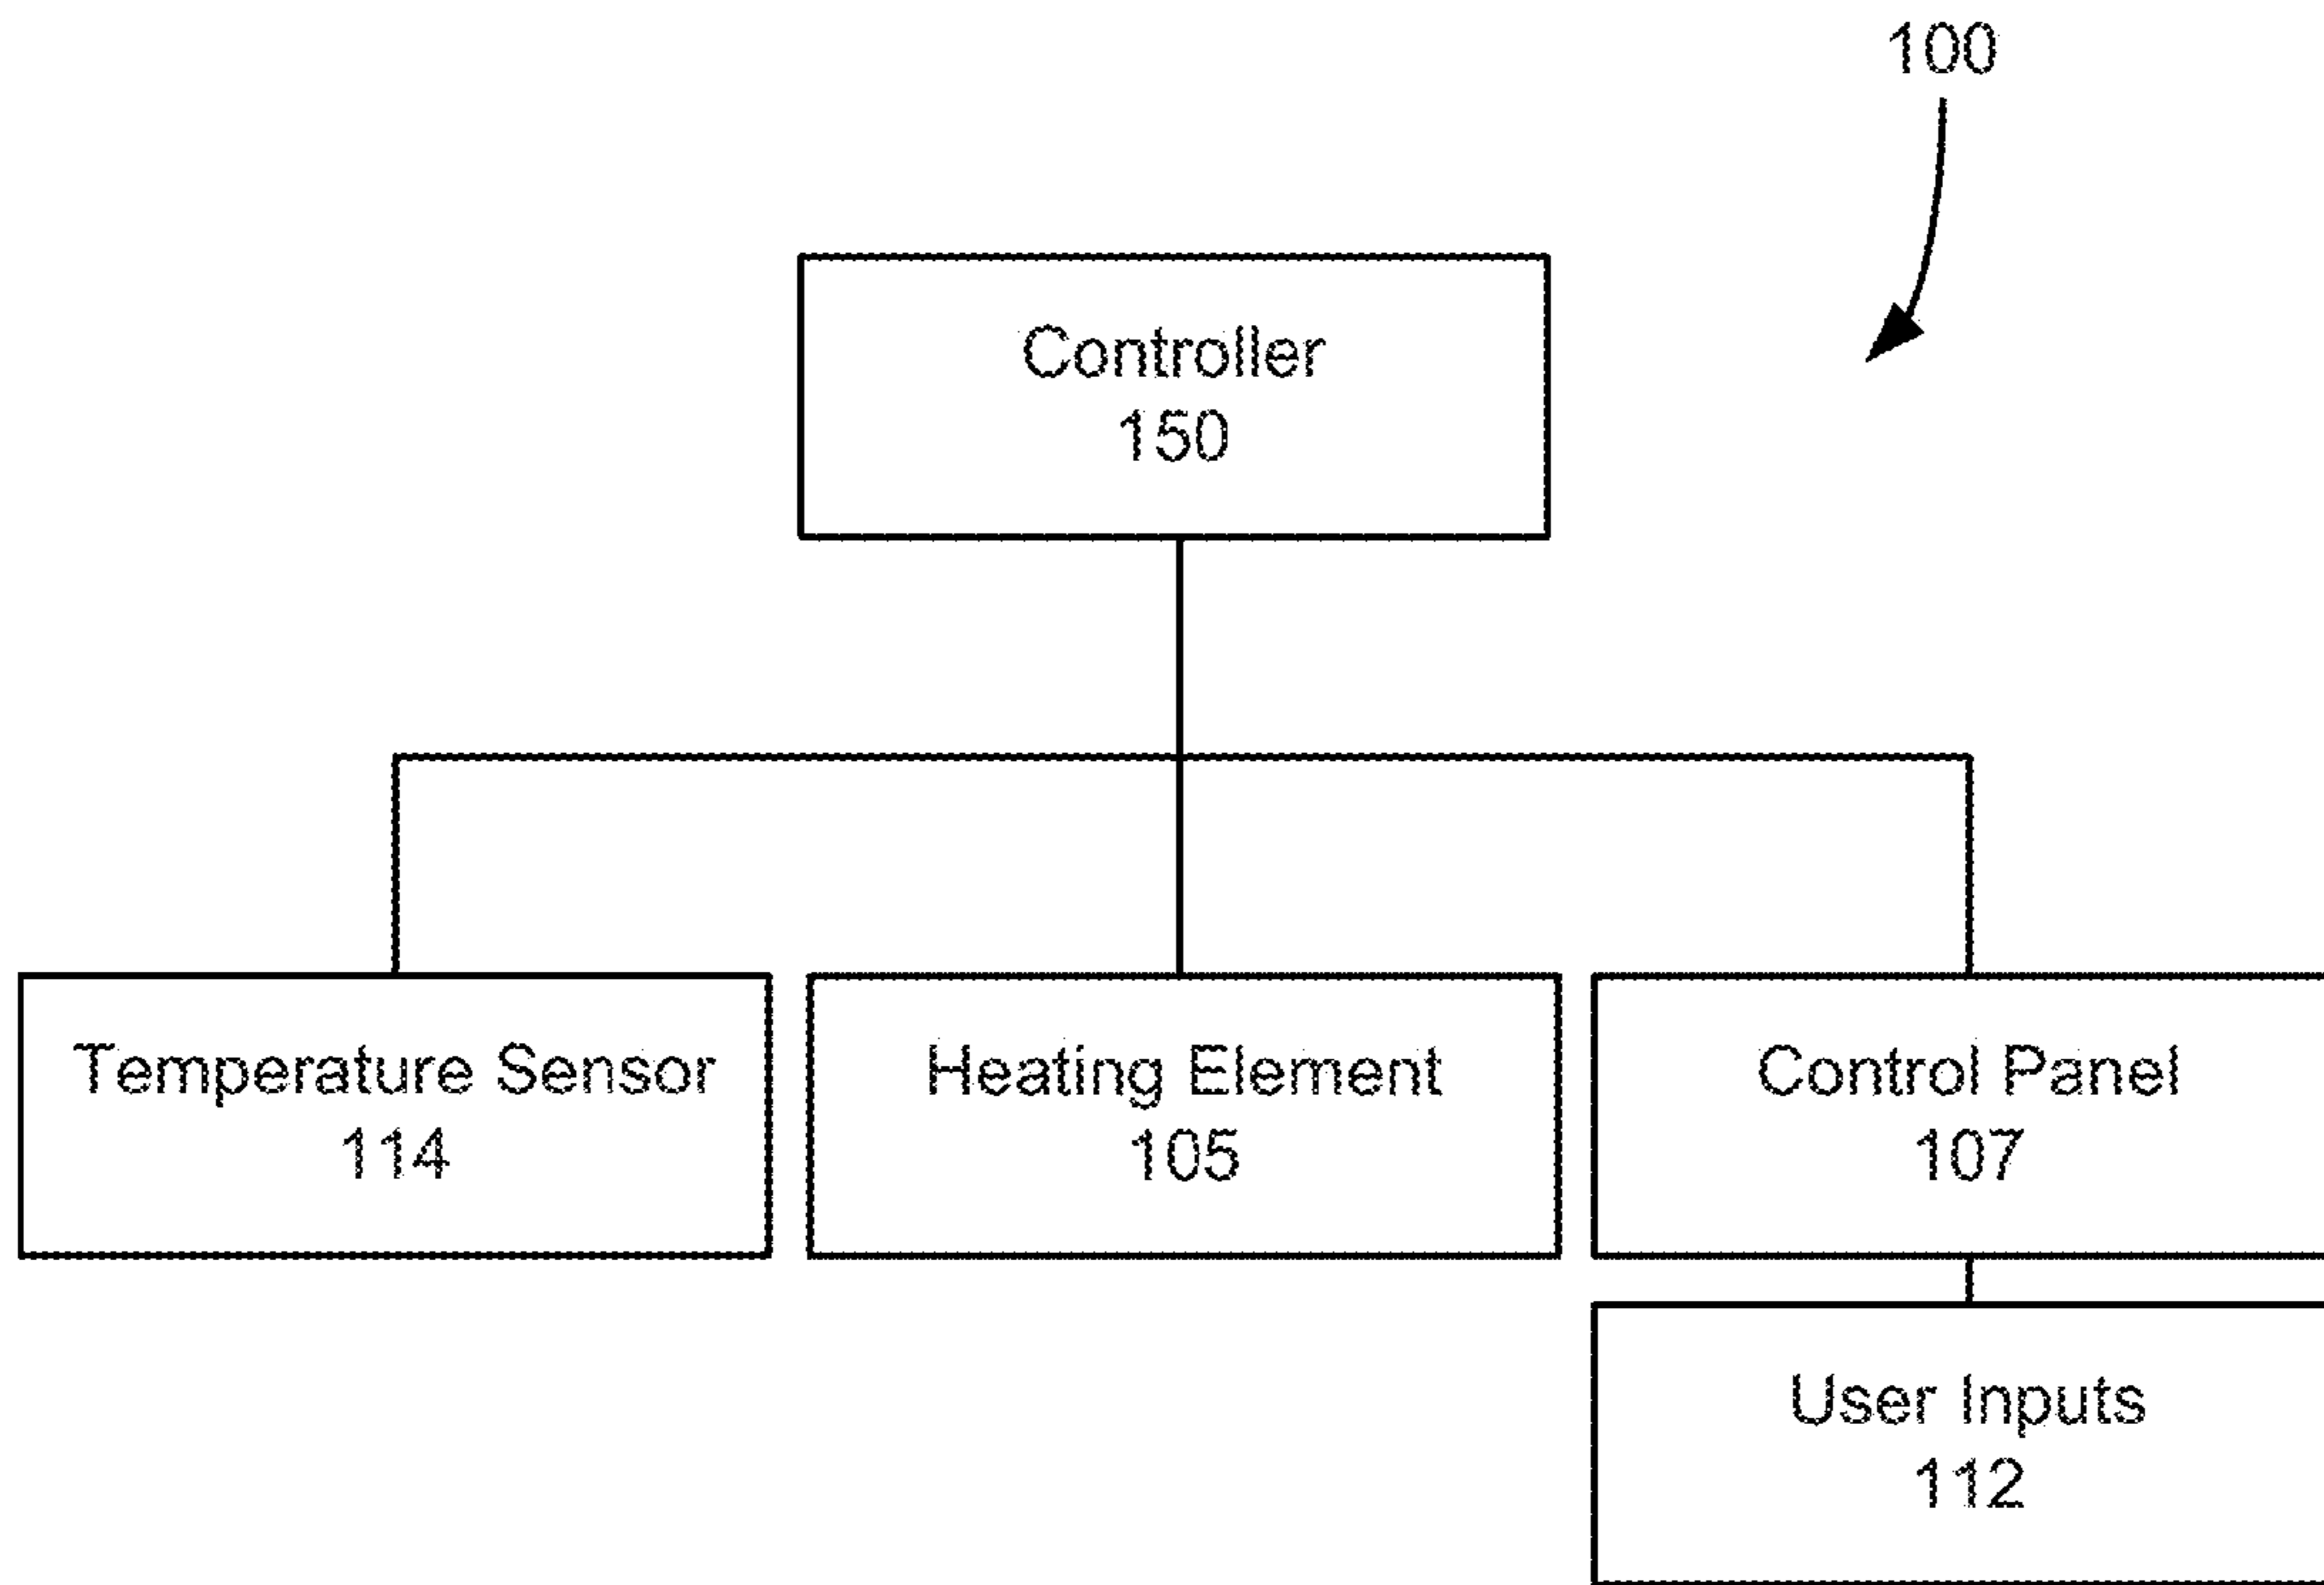 100
Controller
150
Temperature Sensor
114
Heating Element
105
Control Panel
107
User Inputs
112